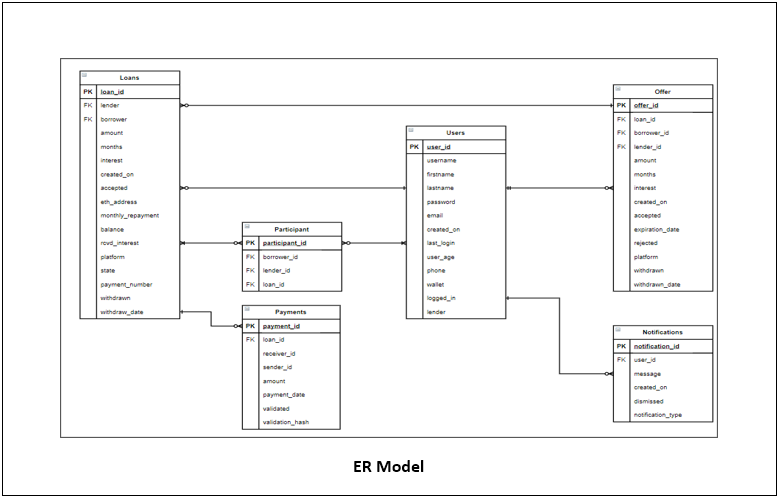 Loans
PK loan_id
FK lender
FK borrower
amount
months
interest
created_on
accepted
eth_address
monthly_repayment
balance
rcvd_interest
platform
state
payment_number
withdrawn
withdraw_date
Participant
PK participant_id
FK borrower_id
FK lender_id
FK loan_id
Payments
PK payment_id
FK loan_id
receiver_id
sender_id
amount
payment_date
validated
validation_hash
Users
PK user_id
username
firstname
lastname
password
email
created_on
last_login
user_age
phone
wallet
logged_in
lender
Offer
PK offer_id
FK loan_id
FK borrower_id
FK lender_id
amount
months
interest
created_on
accepted
expiration_date
rejected
platform
withdrawn
withdrawn_date
Notifications
PK notification_id
FK user_id
message
created_on
dismissed
notification_type
ER Model